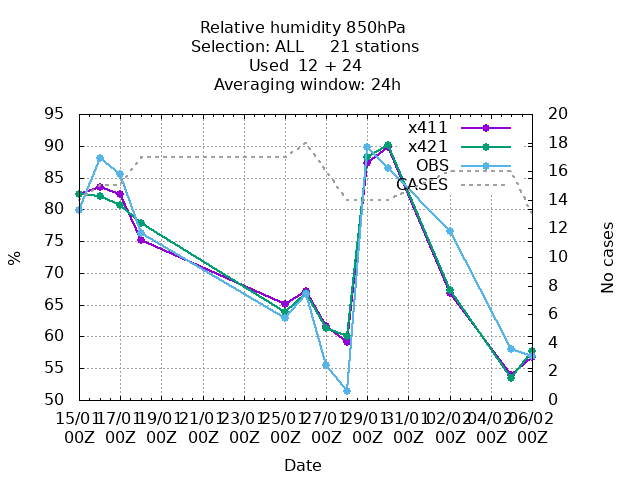 Relative humidity 850hPa
Selection: ALL     21 stations
Used  12 + 24
Averaging window: 24h
95
90
85
80
75
70
65
60
55
50
20
18
16
14
12
10
8
6
4
2
0
x411
x421
OBS
CASES
%
No cases
15/01 17/01 19/01 21/01 23/01 25/01 27/01 29/01 31/01 02/02 04/02 06/02
00Z 00Z 00Z 00Z 00Z 00Z 00Z 00Z 00Z 00Z 00Z 00Z
Date